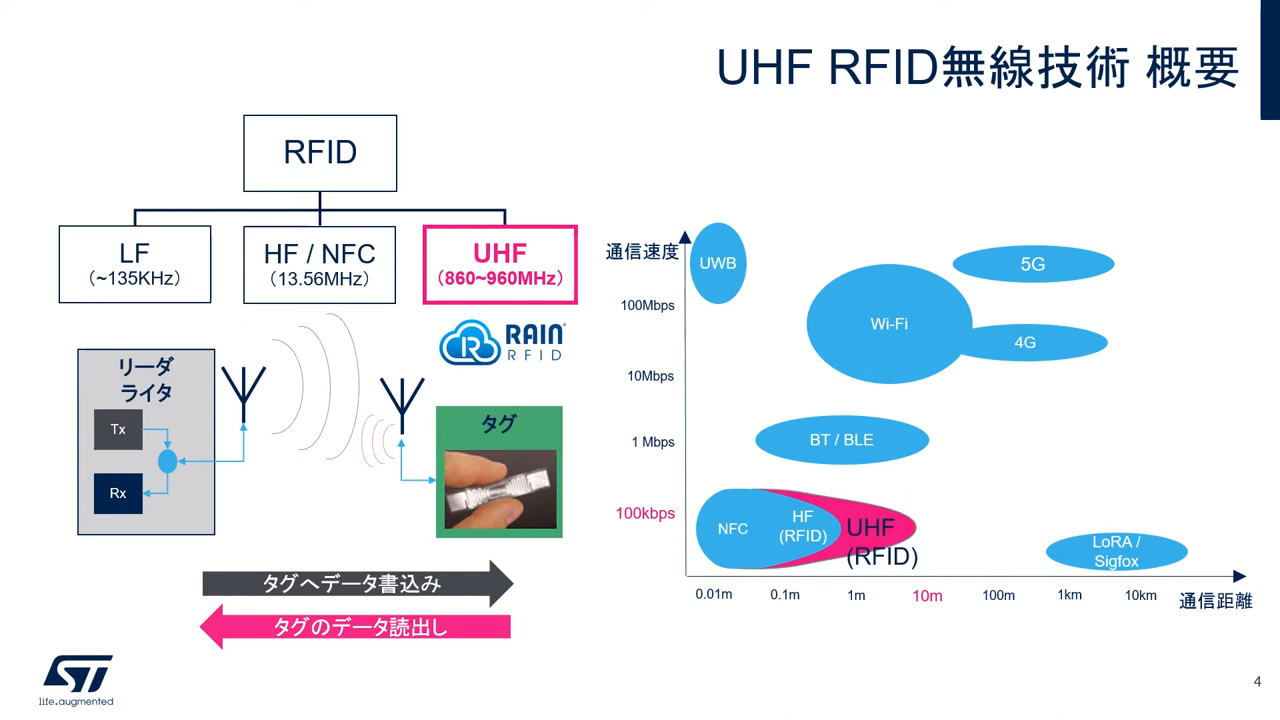 UHF RFID無線技術 概要
RFID
LF
（~135KHz）
HF / NFC
（13.56MHz）
UHF
（860~960MHz）
RAIN
RFID
リーダ
ライタ
Tx
Rx
タグ
タグへデータ書込み
タグのデータ読出し
通信速度
100Mbps
10Mbps
1 Mbps
100kbps
UWB
5G
Wi-Fi
4G
BT / BLE
NFC
HF
(RFID)
UHF
(RFID)
LoRA /
Sigfox
0.01m
0.1m
1m
10m
100m
1km
10km
通信距離
ST
life.augmented
4